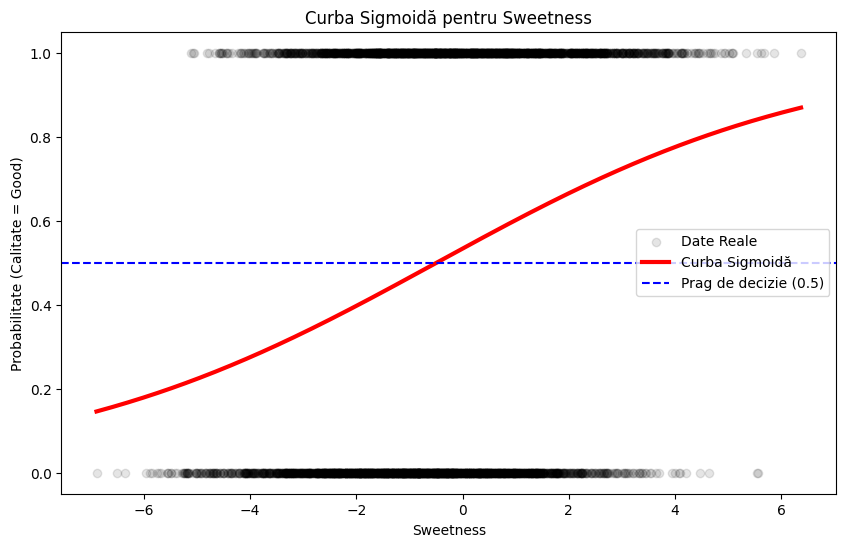 Curba Sigmoidă pentru Sweetness
Probabilitate (Calitate = Good)
1.0
0.8
0.6
0.4
0.2
0.0
Date Reale
Curba Sigmoidă
Prag de decizie (0.5)
−6
−4
−2
0
2
4
6
Sweetness